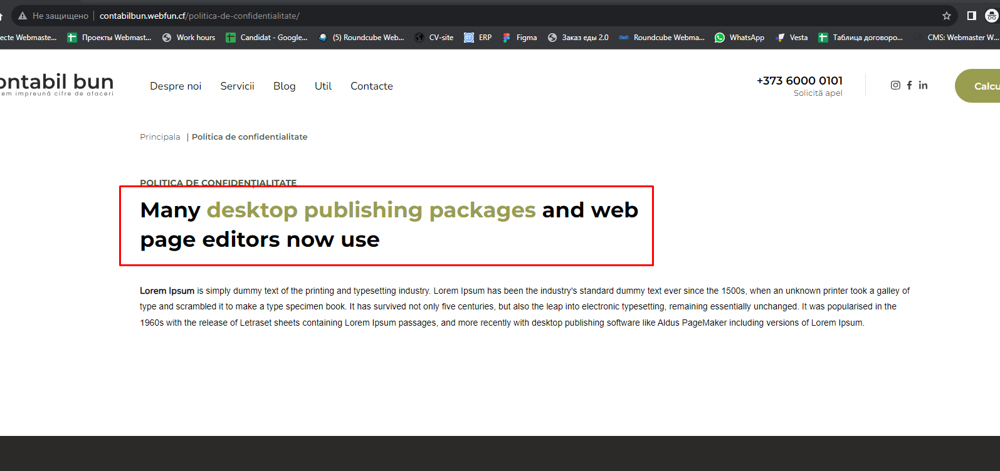 Не защищено contabilbun.webfun.cf/politica-de-confidentialitate/
ecte Webmaste... Проекты Webmast... Work hours Candidat - Google... (5) Roundcube Web... CV-site ERP Figma Заказ еды 2.0 Roundcube Webma... WhatsApp Vesta Таблица договоро... CMS: Webmaster W...
ontabil bun
em împreună cifre de afaceri
Despre noi Servicii Blog Util Contacte
+373 6000 0101
Solicită apel
Calcu
Principala | Politica de confidentialitate
POLITICA DE CONFIDENȚIALITATE
Many desktop publishing packages and web
page editors now use
Lorem Ipsum is simply dummy text of the printing and typesetting industry. Lorem Ipsum has been the industry's standard dummy text ever since the 1500s, when an unknown printer took a galley of
type and scrambled it to make a type specimen book. It has survived not only five centuries, but also the leap into electronic typesetting, remaining essentially unchanged. It was popularised in the
1960s with the release of Letraset sheets containing Lorem Ipsum passages, and more recently with desktop publishing software like Aldus PageMaker including versions of Lorem Ipsum.